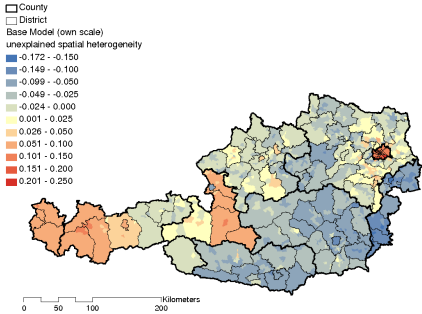 County
District
Base Model (own scale)
unexplained spatial heterogeneity
-0.172 - -0.150
-0.149 - -0.100
-0.099 - -0.050
-0.049 - -0.025
-0.024 - 0.000
0.001 - 0.025
0.026 - 0.050
0.051 - 0.100
0.101 - 0.150
0.151 - 0.200
0.201 - 0.250
Kilometers
0 50 100 200